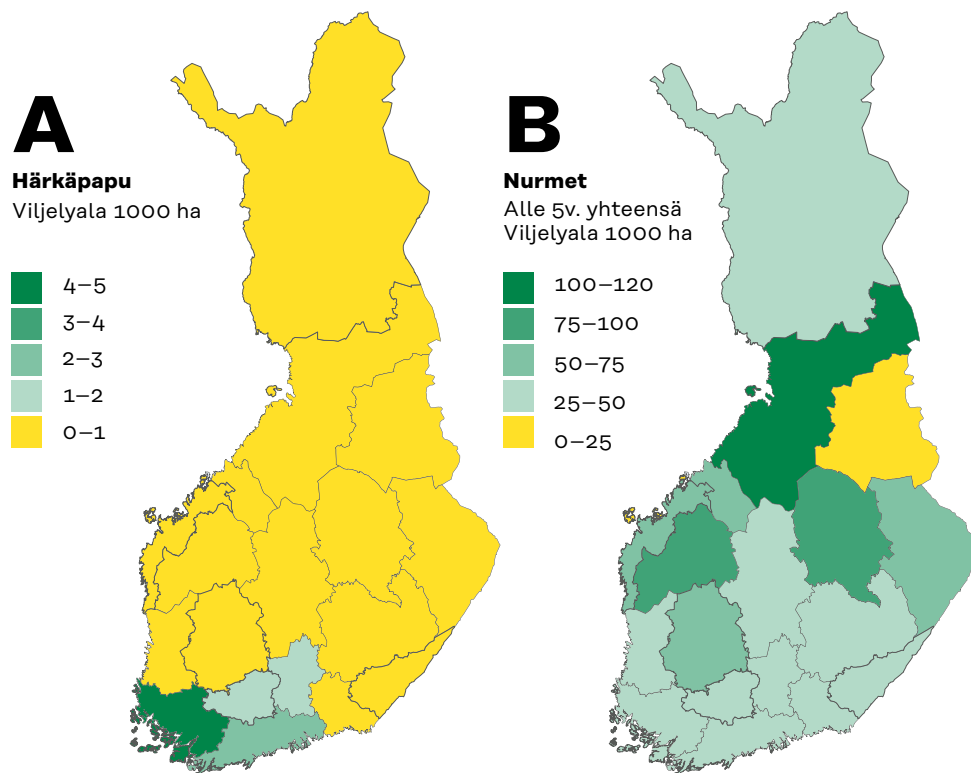 A
Härkäpapu
Viljelyala 1000 ha
4–5
3–4
2–3
1–2
0–1
B
Nurmet
Alle 5v. yhteensä
Viljelyala 1000 ha
100–120
75–100
50–75
25–50
0–25